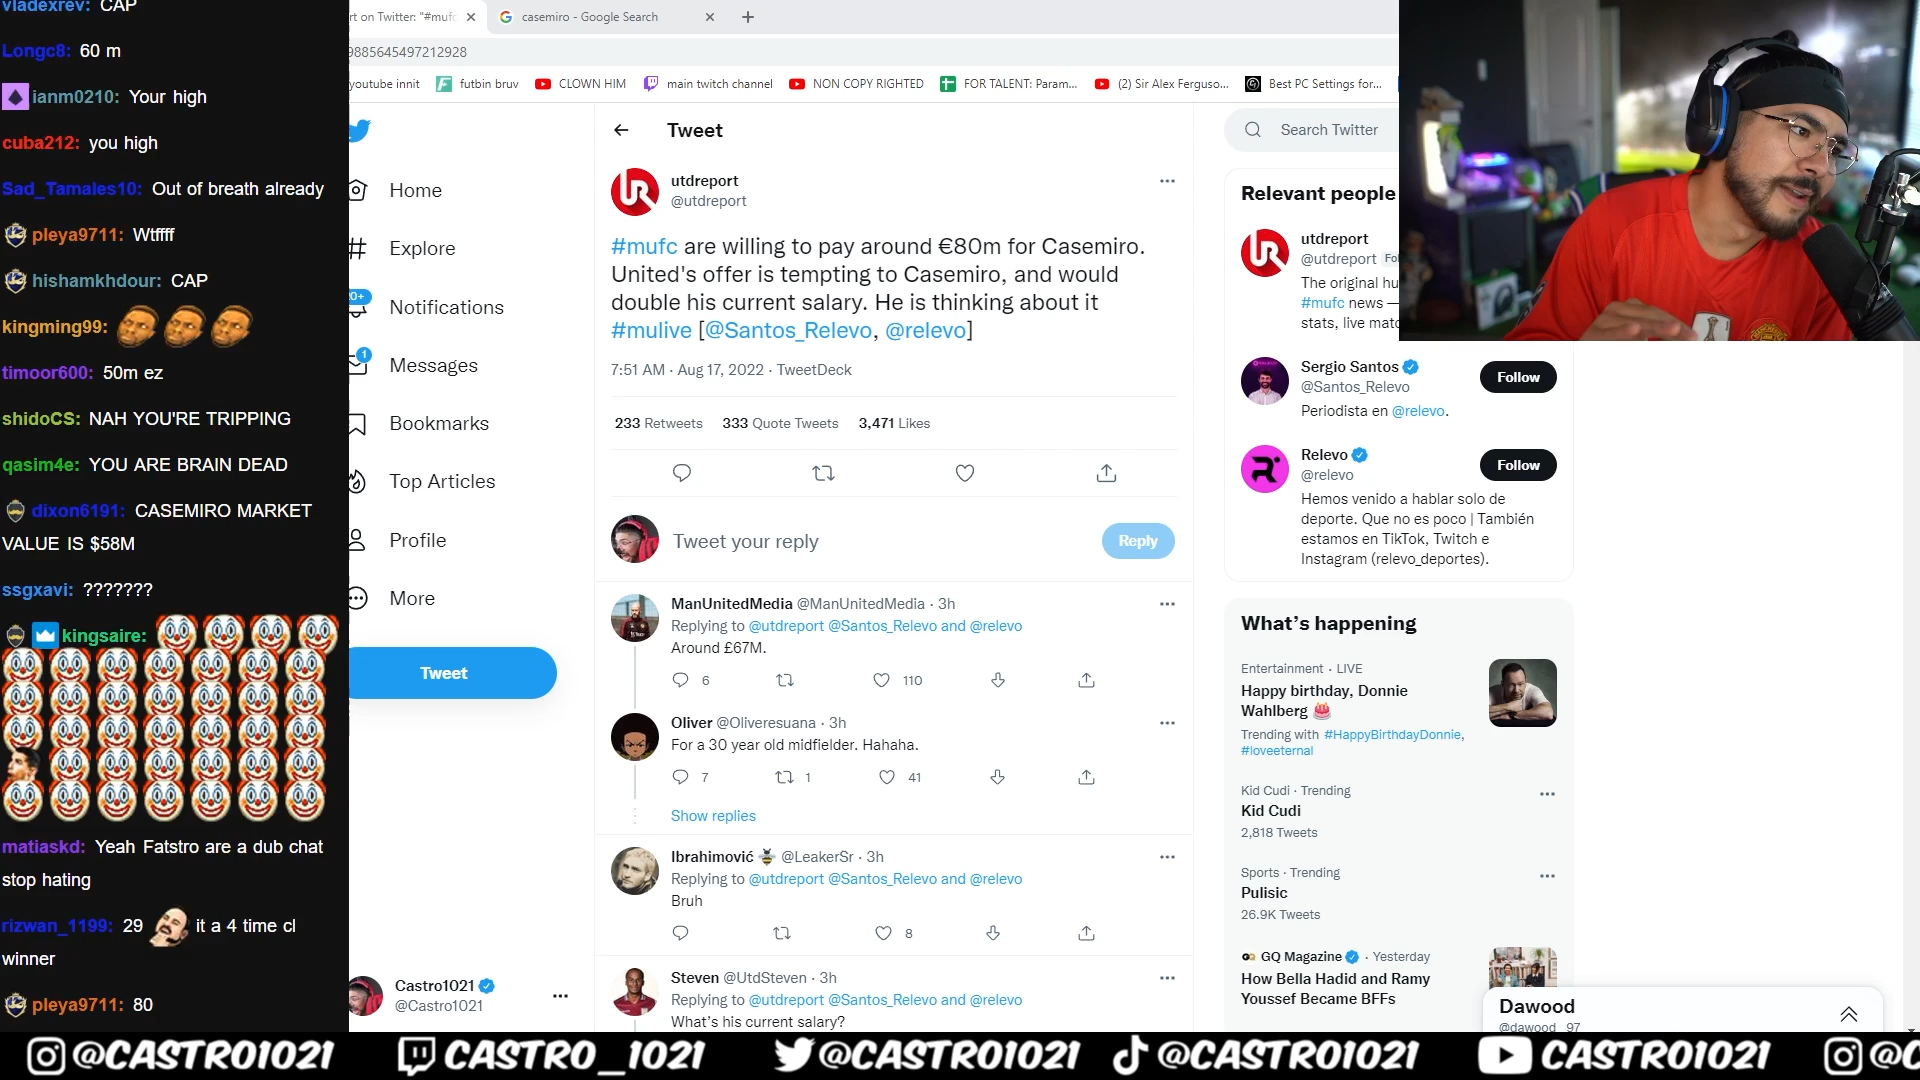 vladexrev: CAP
Longc8: 60 m
ianm0210: Your high
cuba212: you high
Sad_Tamales10: Out of breath already
pleya9711: Wtffff
hishamkhdour: CAP
kingming99:
timoor600: 50m ez
shidoCS: NAH YOU'RE TRIPPING
qasim4e: YOU ARE BRAIN DEAD
dixon6191: CASEMIRO MARKET
VALUE IS $58M
ssgxavi: ???????
kingsaire:
matiaskd: Yeah Fatstro are a dub chat
stop hating
rizwan_1199: 29 it a 4 time cl
winner
pleya9711: 80
rt on Twitter: "#mufc
casemiro - Google Search
9885645497212928
youtube innit
futbin bruv
CLOWN HIM
main twitch channel
NON COPY RIGHTED
FOR TALENT: Param...
(2) Sir Alex Ferguso...
Best PC Settings for...
Home
Explore
20+
Notifications
1
Messages
Bookmarks
Top Articles
Profile
More
Tweet
Castro1021
@Castro1021
Tweet
utdreport
@utdreport
#mufc are willing to pay around €80m for Casemiro.
United's offer is tempting to Casemiro, and would
double his current salary. He is thinking about it
#mulive [@Santos_Relevo, @relevo]
7:51 AM · Aug 17, 2022 · TweetDeck
233 Retweets 333 Quote Tweets 3,471 Likes
Tweet your reply
Reply
ManUnitedMedia @ManUnitedMedia · 3h
Replying to @utdreport @Santos_Relevo and @relevo
Around £67M.
6 110
Oliver @Oliveresuana · 3h
For a 30 year old midfielder. Hahaha.
7 1 41
Show replies
Ibrahimović @LeakerSr · 3h
Replying to @utdreport @Santos_Relevo and @relevo
Bruh
8
Steven @UtdSteven · 3h
Replying to @utdreport @Santos_Relevo and @relevo
What's his current salary?
Search Twitter
Relevant people
utdreport
@utdreport Fol
The original hu
#mufc news —
stats, live matc
Sergio Santos
@Santos_Relevo
Follow
Periodista en @relevo.
Relevo
@relevo
Follow
Hemos venido a hablar solo de
deporte. Que no es poco | También
estamos en TikTok, Twitch e
Instagram (relevo_deportes).
What's happening
Entertainment · LIVE
Happy birthday, Donnie
Wahlberg
Trending with #HappyBirthdayDonnie,
#loveeternal
Kid Cudi · Trending
Kid Cudi
2,818 Tweets
Sports · Trending
Pulisic
26.9K Tweets
GQ Magazine · Yesterday
How Bella Hadid and Ramy
Youssef Became BFFs
Dawood
@dawood_97
@CASTRO1021 CASTRO_1021 @CASTRO1021 @CASTRO1021 CASTRO1021 @C